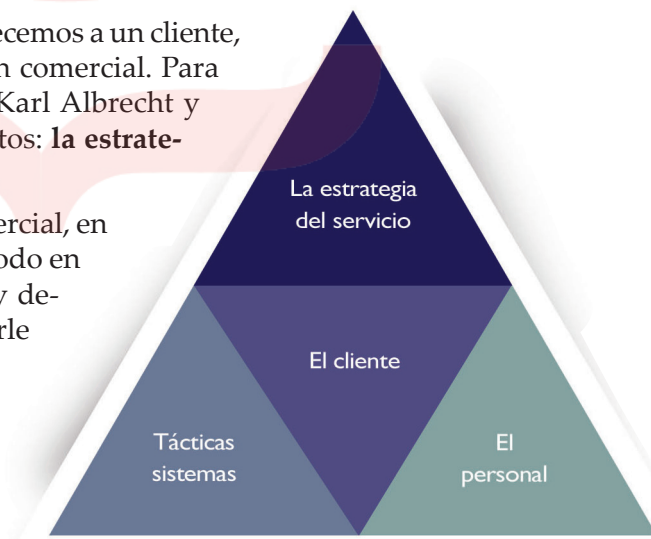 ecemos a un cliente,
n comercial. Para
Karl Albrecht y
tos: la estrate-
ercial, en
odo en
y de-
rle
La estrategia
del servicio
El cliente
Tácticas
sistemas
El
personal